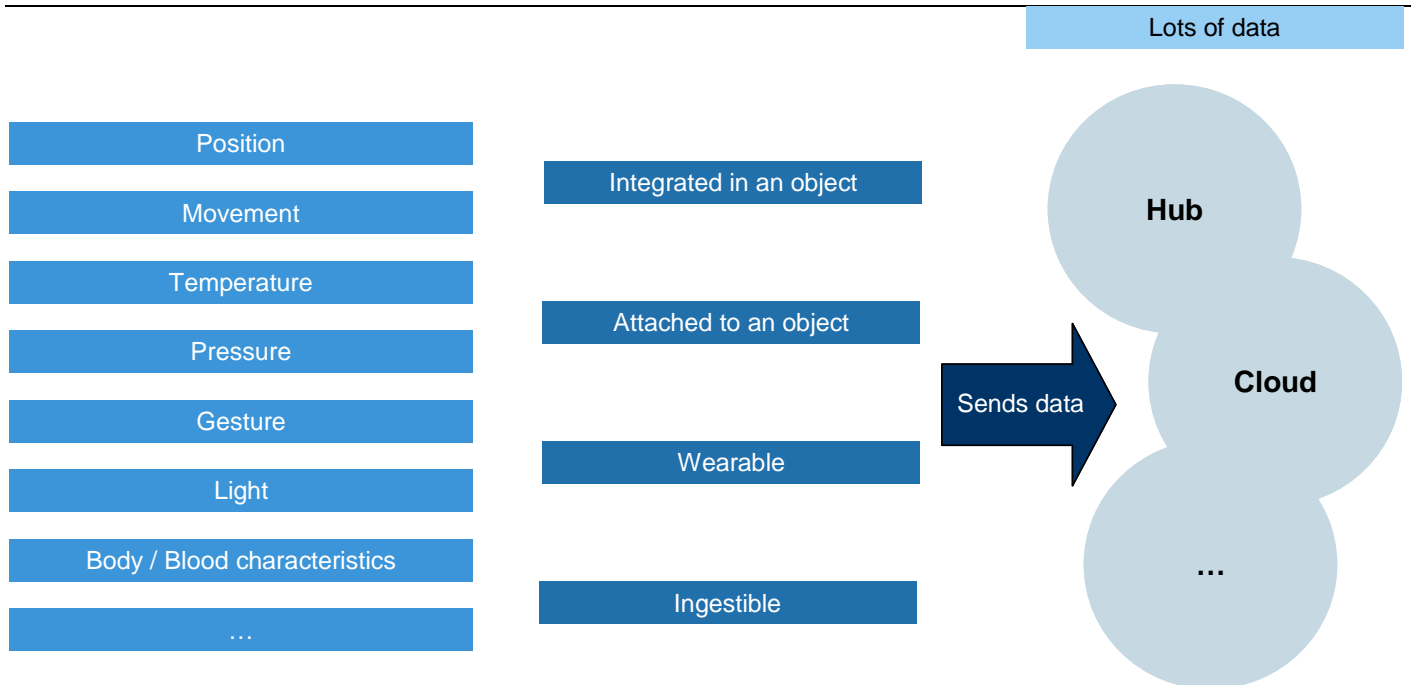 Lots of data
Position
Movement
Temperature
Pressure
Gesture
Light
Body / Blood characteristics
…
Integrated in an object
Attached to an object
Wearable
Ingestible
Sends data
Hub
Cloud
…